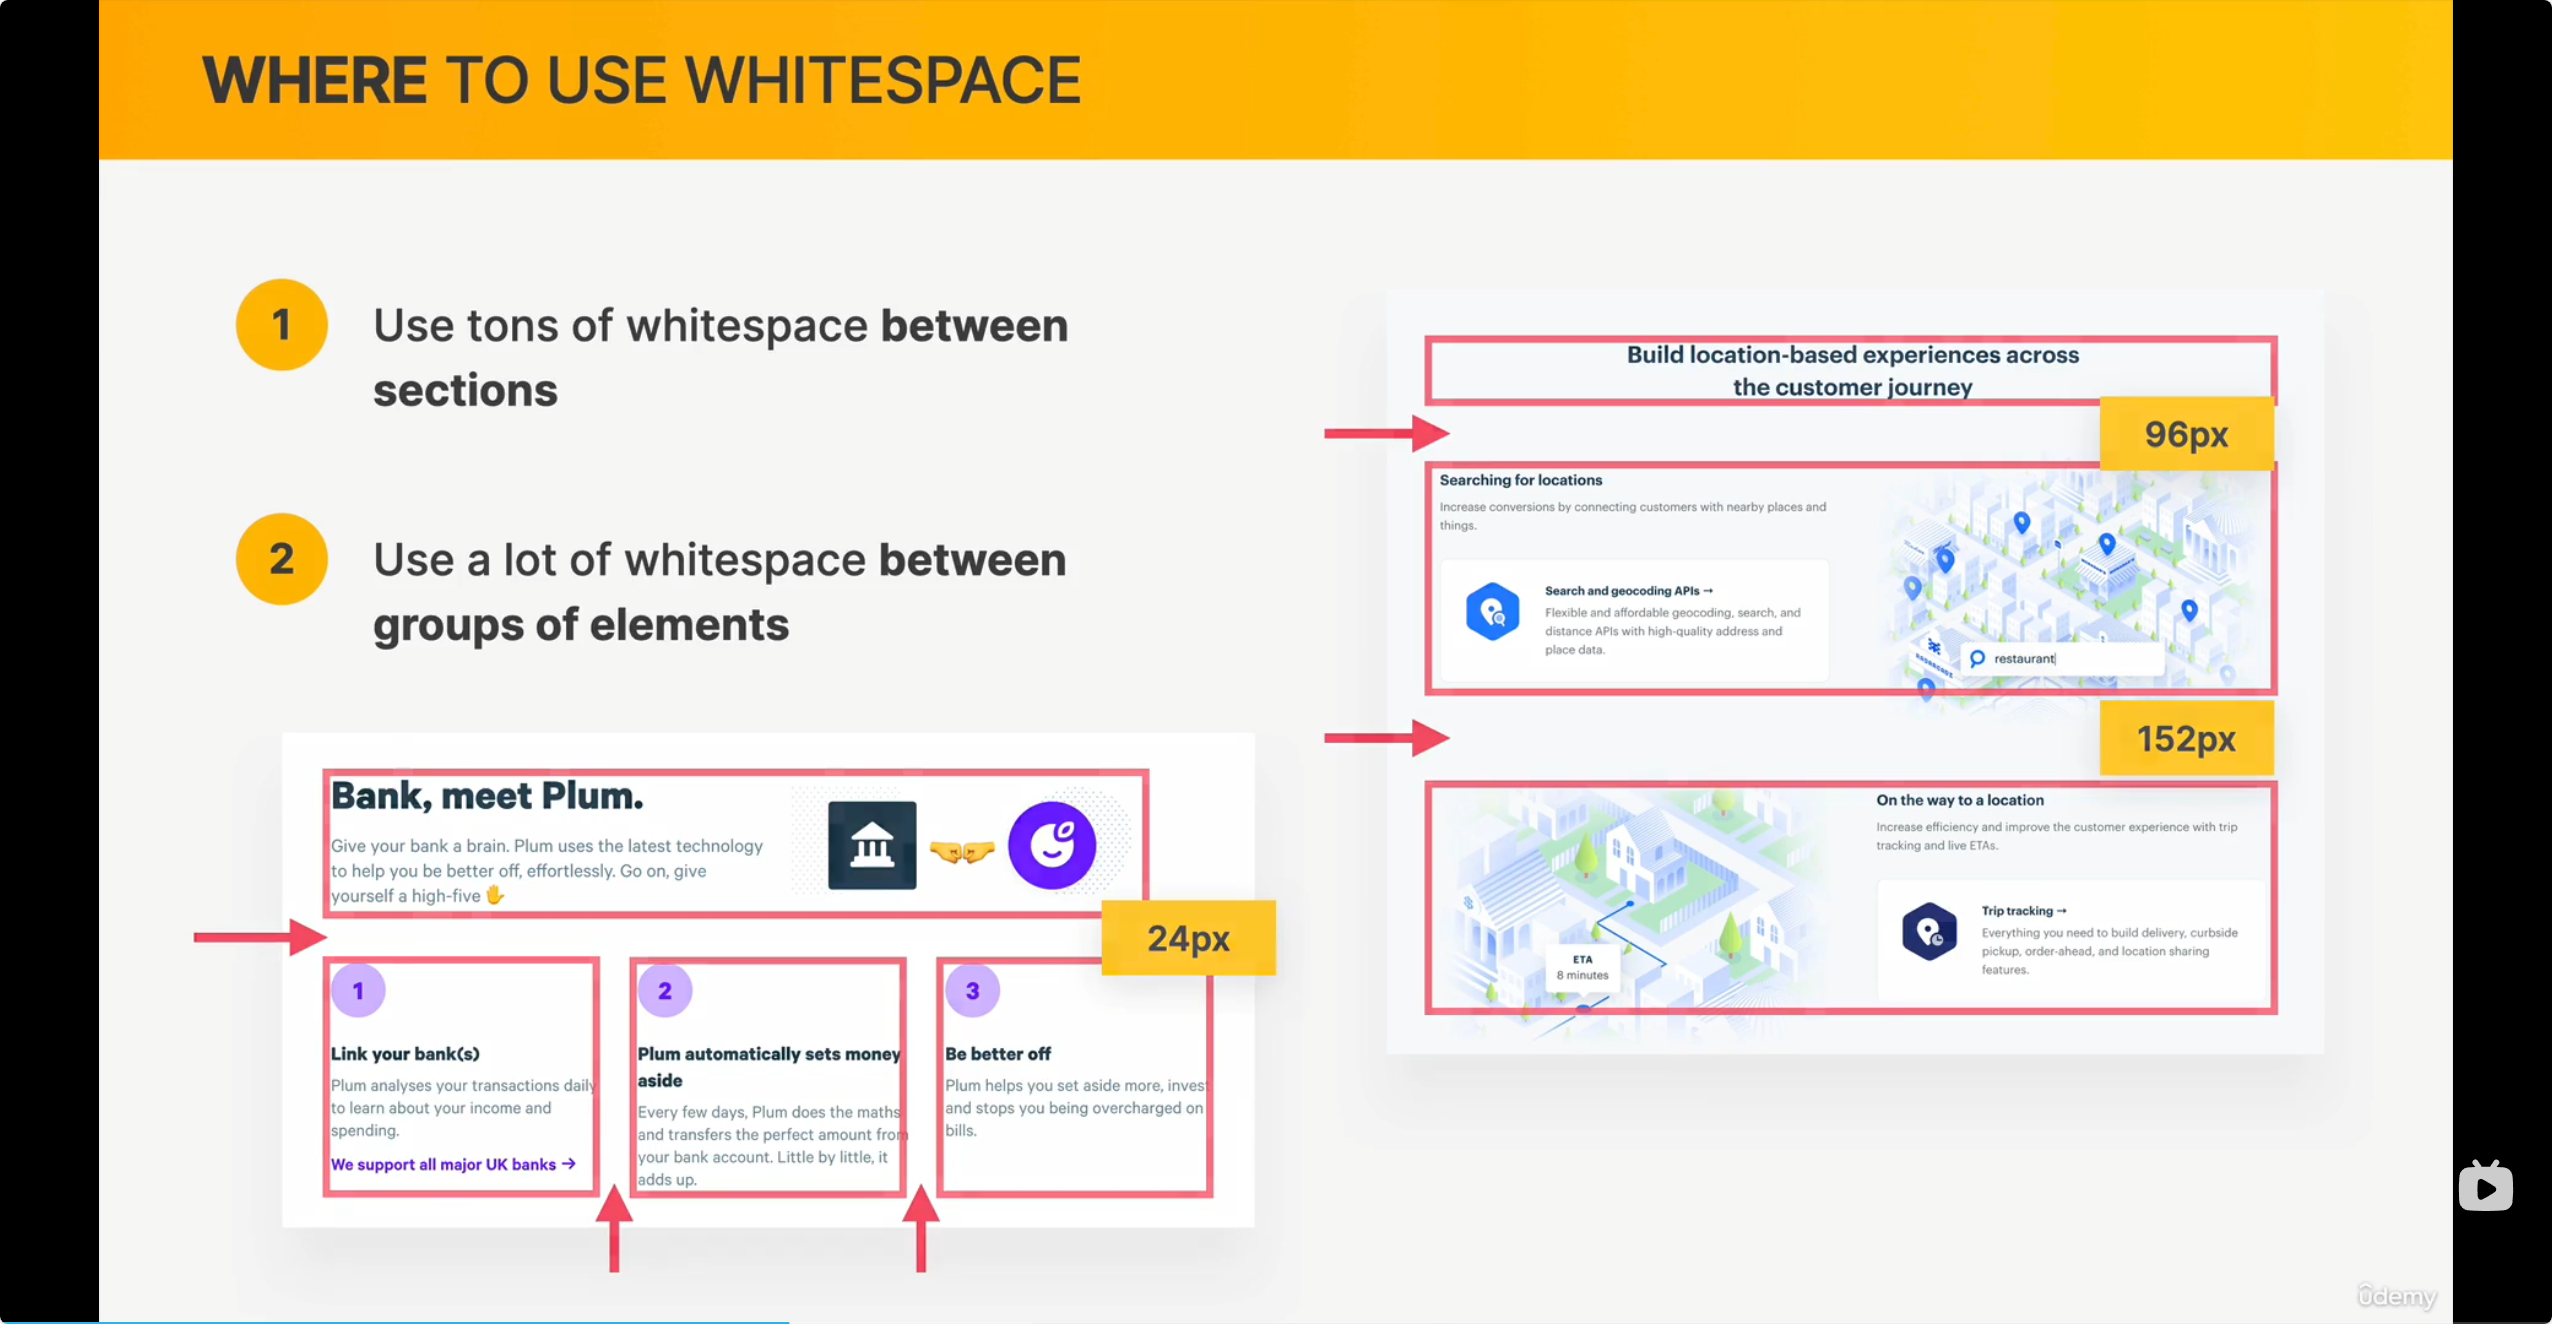 WHERE TO USE WHITESPACE
1
Use tons of whitespace between
sections
2
Use a lot of whitespace between
groups of elements
Bank, meet Plum.
Give your bank a brain. Plum uses the latest technology
to help you be better off, effortlessly. Go on, give
yourself a high-five ✋
24px
1
Link your bank(s)
Plum analyses your transactions daily
to learn about your income and
spending.
We support all major UK banks →
2
Plum automatically sets money
aside
Every few days, Plum does the maths
and transfers the perfect amount from
your bank account. Little by little, it
adds up.
3
Be better off
Plum helps you set aside more, invest
and stops you being overcharged on
bills.
Build location-based experiences across
the customer journey
96px
Searching for locations
Increase conversions by connecting customers with nearby places and
things.
Search and geocoding APIs →
Flexible and affordable geocoding, search, and
distance APIs with high-quality address and
place data.
restaurant
152px
ETA
8 minutes
On the way to a location
Increase efficiency and improve the customer experience with trip
tracking and live ETAs.
Trip tracking →
Everything you need to build delivery, curbside
pickup, order-ahead, and location sharing
features.
ûdemy